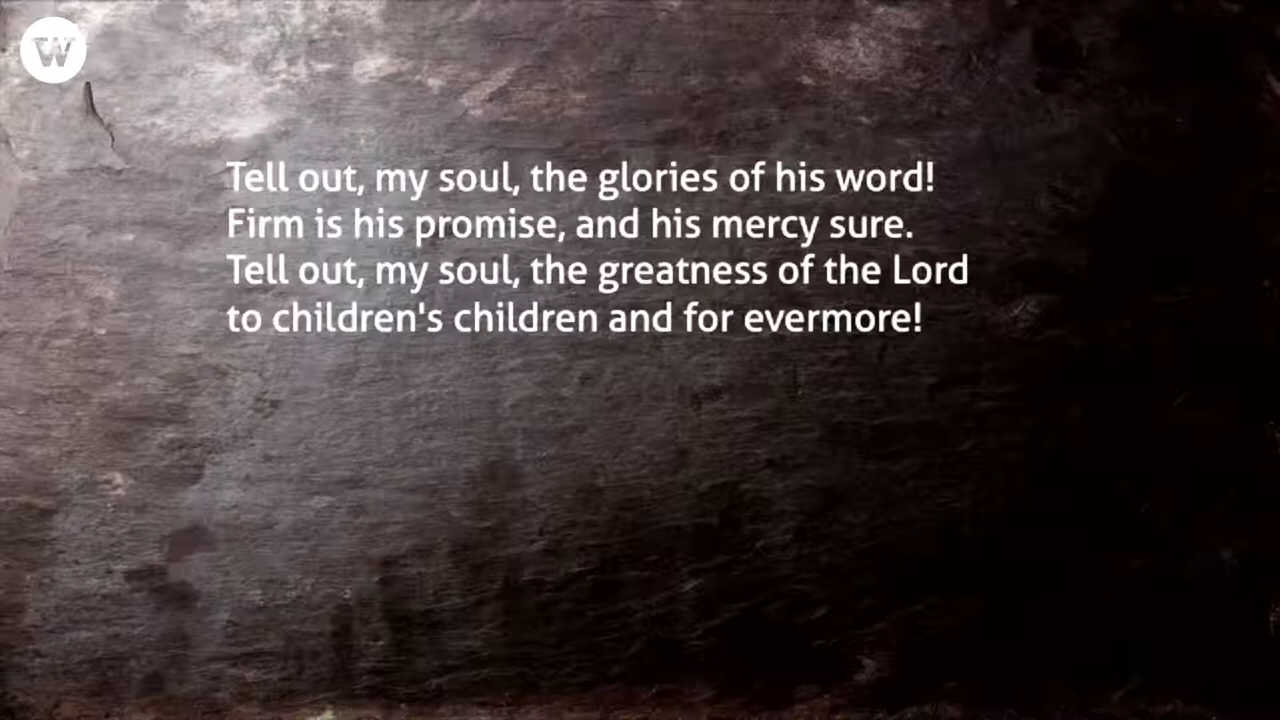 W
Tell out, my soul, the glories of his word!
Firm is his promise, and his mercy sure.
Tell out, my soul, the greatness of the Lord
to children's children and for evermore!